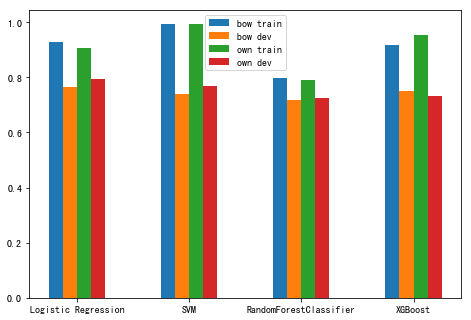 1.0
0.8
0.6
0.4
0.2
0.0
bow train
bow dev
own train
own dev
Logistic Regression
SVM
RandomForestClassifier
XGBoost